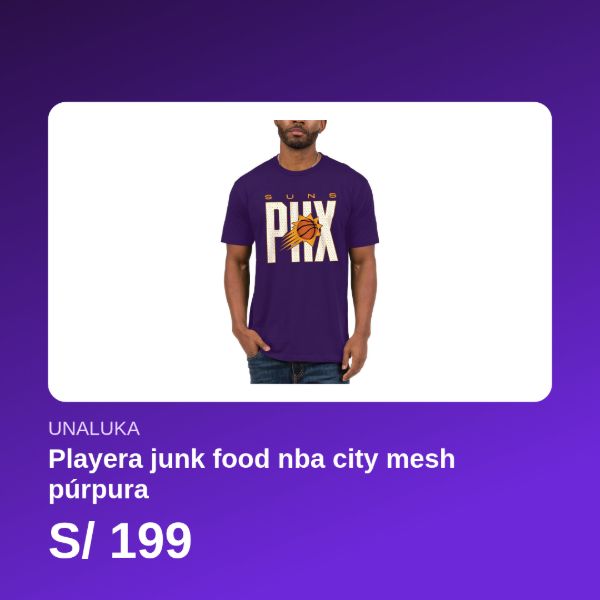 SUNS
PHX
UNALUKA
Playera junk food nba city mesh
púrpura
S/ 199